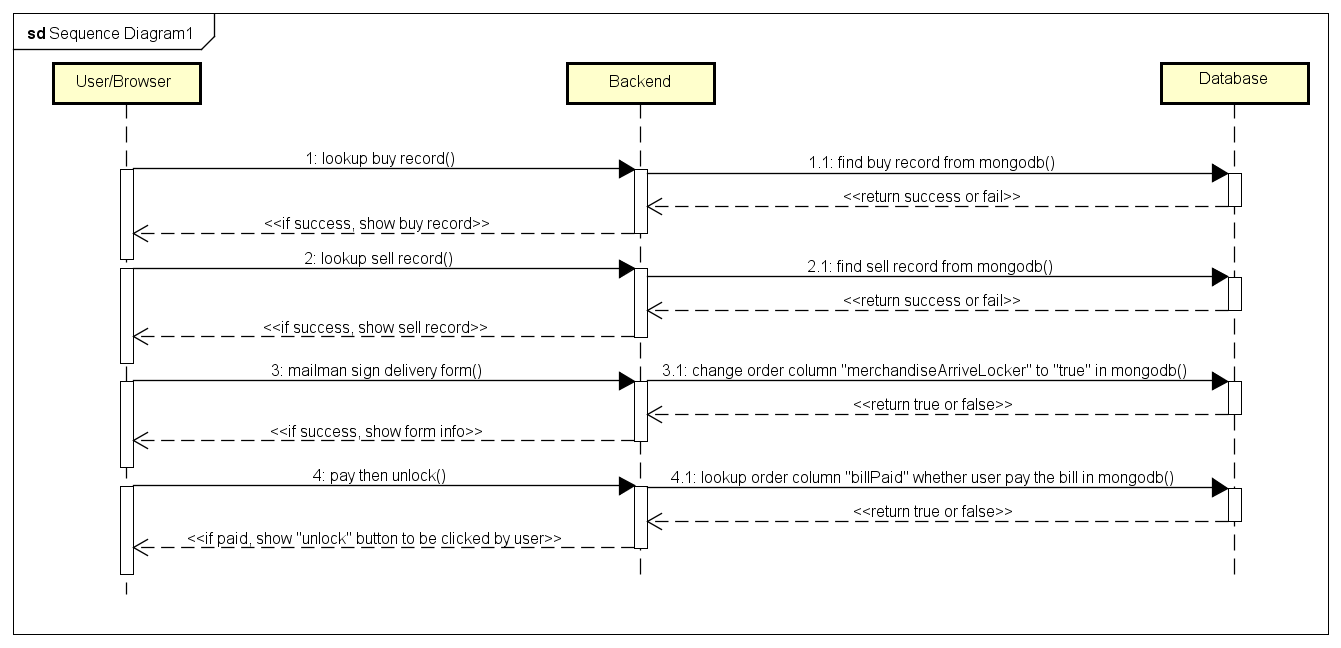 sd Sequence Diagram1
User/Browser
Backend
Database
1: lookup buy record()
1.1: find buy record from mongodb()
<<return success or fail>>
<<if success, show buy record>>
2: lookup sell record()
2.1: find sell record from mongodb()
<<return success or fail>>
<<if success, show sell record>>
3: mailman sign delivery form()
3.1: change order column "merchandiseArriveLocker" to "true" in mongodb()
<<return true or false>>
<<if success, show form info>>
4: pay then unlock()
4.1: lookup order column "billPaid" whether user pay the bill in mongodb()
<<return true or false>>
<<if paid, show "unlock" button to be clicked by user>>